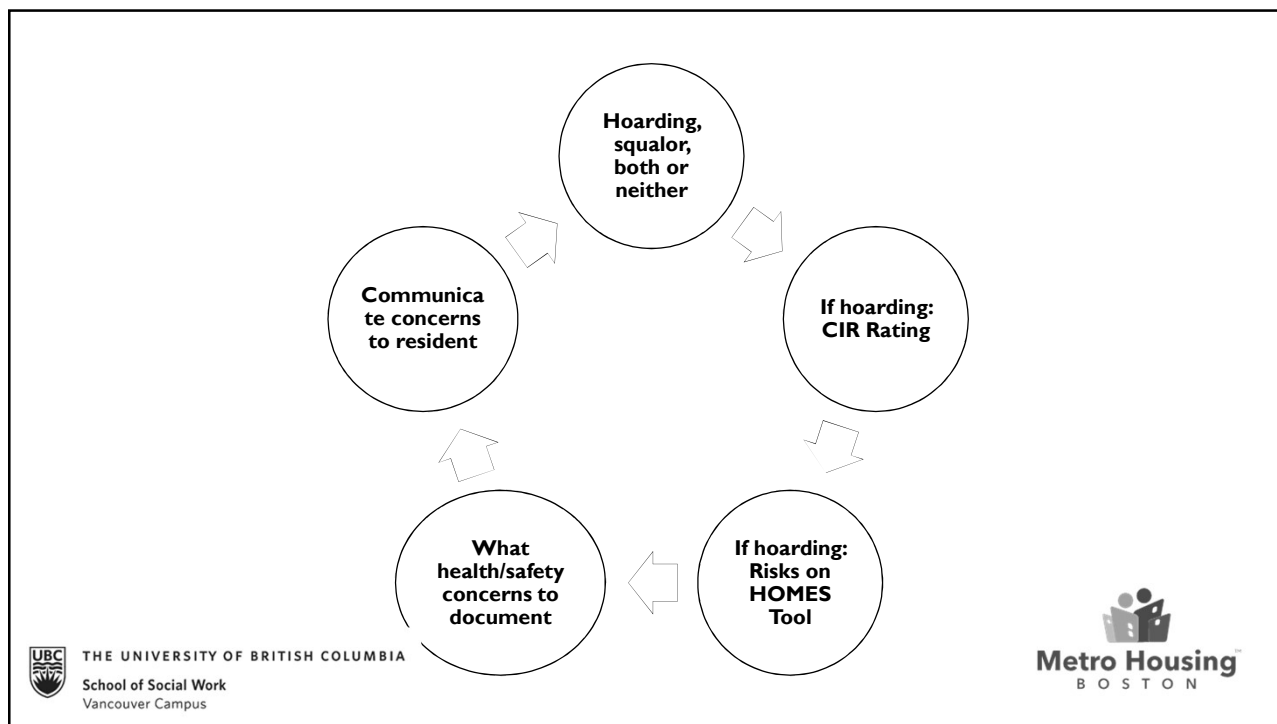 Hoarding,
squalor,
both or
neither
If hoarding:
CIR Rating
If hoarding:
Risks on
HOMES
Tool
What
health/safety
concerns to
document
Communica
te concerns
to resident
UBC
THE UNIVERSITY OF BRITISH COLUMBIA
School of Social Work
Vancouver Campus
Metro Housing™
BOSTON